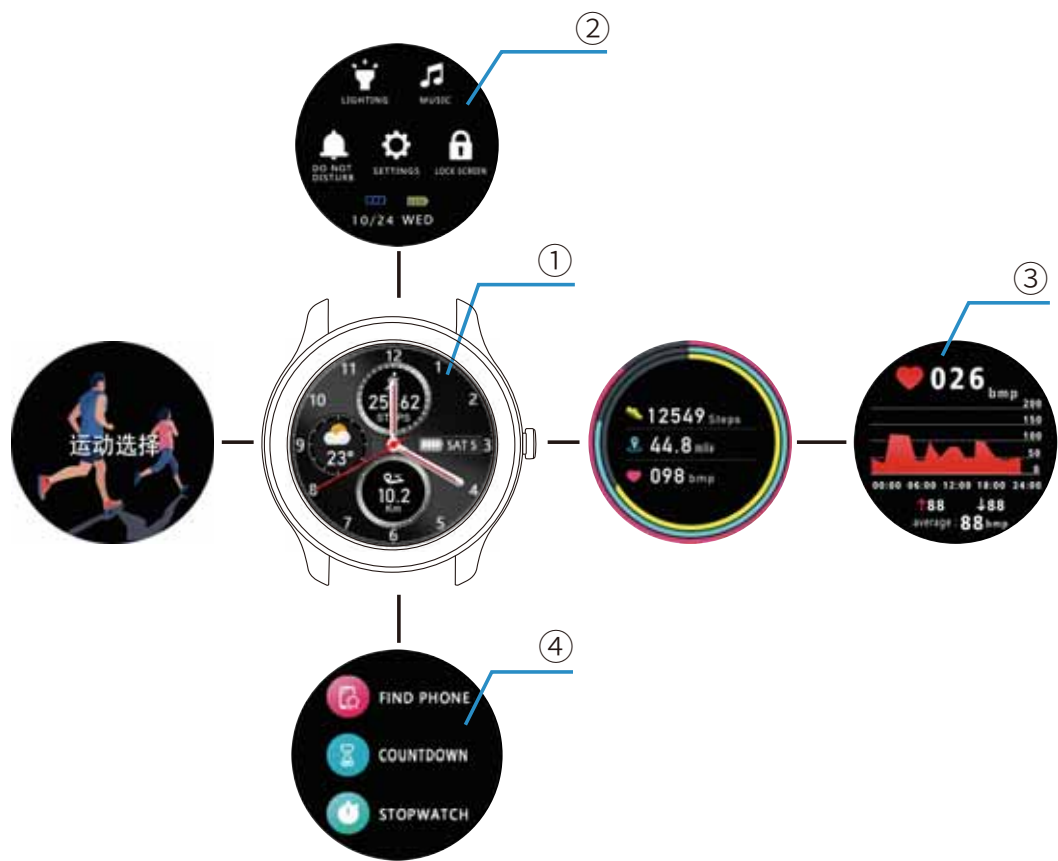 ②
LIGHTING
MUSIC
DO NOT DISTURB
SETTINGS
LOCK SCREEN
10/24 WED
①
12
1
2
3
4
5
6
7
8
9
10
11
25 62
STEPS
23°
SAT 5
10.2
Km
运动选择
12549 Steps
44.8 mile
098 bmp
③
026 bmp
200
150
100
50
0
00:00 06:00 12:00 18:00 24:00
↑88 ↓88
average : 88 bmp
④
FIND PHONE
COUNTDOWN
STOPWATCH